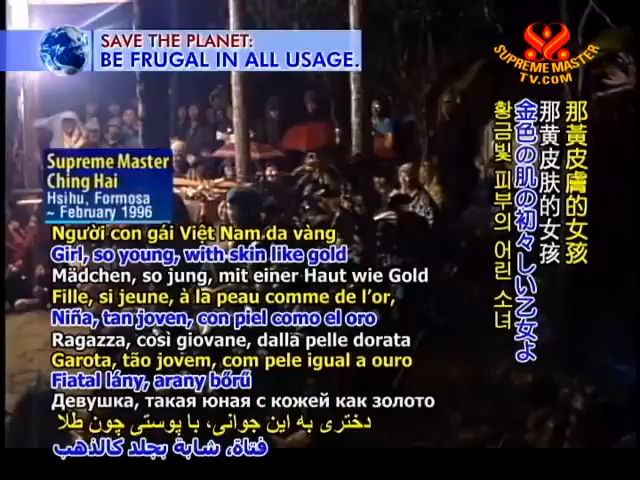 SAVE THE PLANET:
BE FRUGAL IN ALL USAGE.
SUPREME MASTER
TV.COM
Supreme Master
Ching Hai
Hsihu, Formosa
~ February 1996
Người con gái Việt Nam da vàng
Girl, so young, with skin like gold
Mädchen, so jung, mit einer Haut wie Gold
Fille, si jeune, à la peau comme de l'or,
Niña, tan joven, con piel como el oro
Ragazza, così giovane, dalla pelle dorata
Garota, tão jovem, com pele igual a ouro
Fiatal lány, arany bőrű
Девушка, такая юная с кожей как золото
دختری به این جوانی، با پوستی چون طلا
فتاة، شابة بجلد كالذهب
那黃皮膚的女孩
那黄皮肤的女孩
金色の肌の初々しい乙女よ
황금빛 피부의 어린 소녀